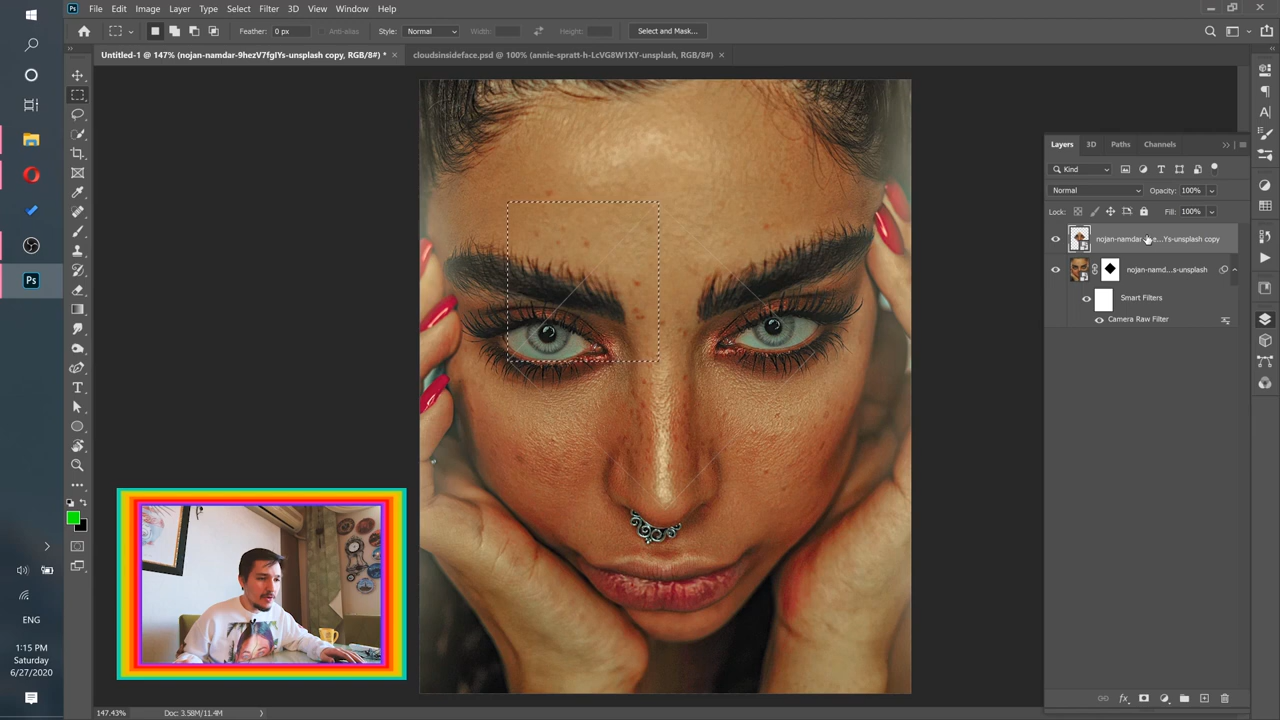 File Edit Image Layer Type Select Filter 3D View Window Help
Feather: 0 px Anti-alias Style: Normal Width: Height: Select and Mask...
Untitled-1 @ 147% (nojan-namdar-9hezV7fgIYs-unsplash copy, RGB/8#) * × cloudsinsideface.psd @ 100% (annie-spratt-h-LcVG8W1XY-unsplash, RGB/8#) ×
Layers 3D Paths Channels
Kind
Normal Opacity: 100%
Lock: Fill: 100%
nojan-namdar-9he...Ys-unsplash copy
nojan-namd...s-unsplash
Smart Filters
Camera Raw Filter
Ps
ENG
1:15 PM
Saturday
6/27/2020
147.43% Doc: 3.58M/11.4M